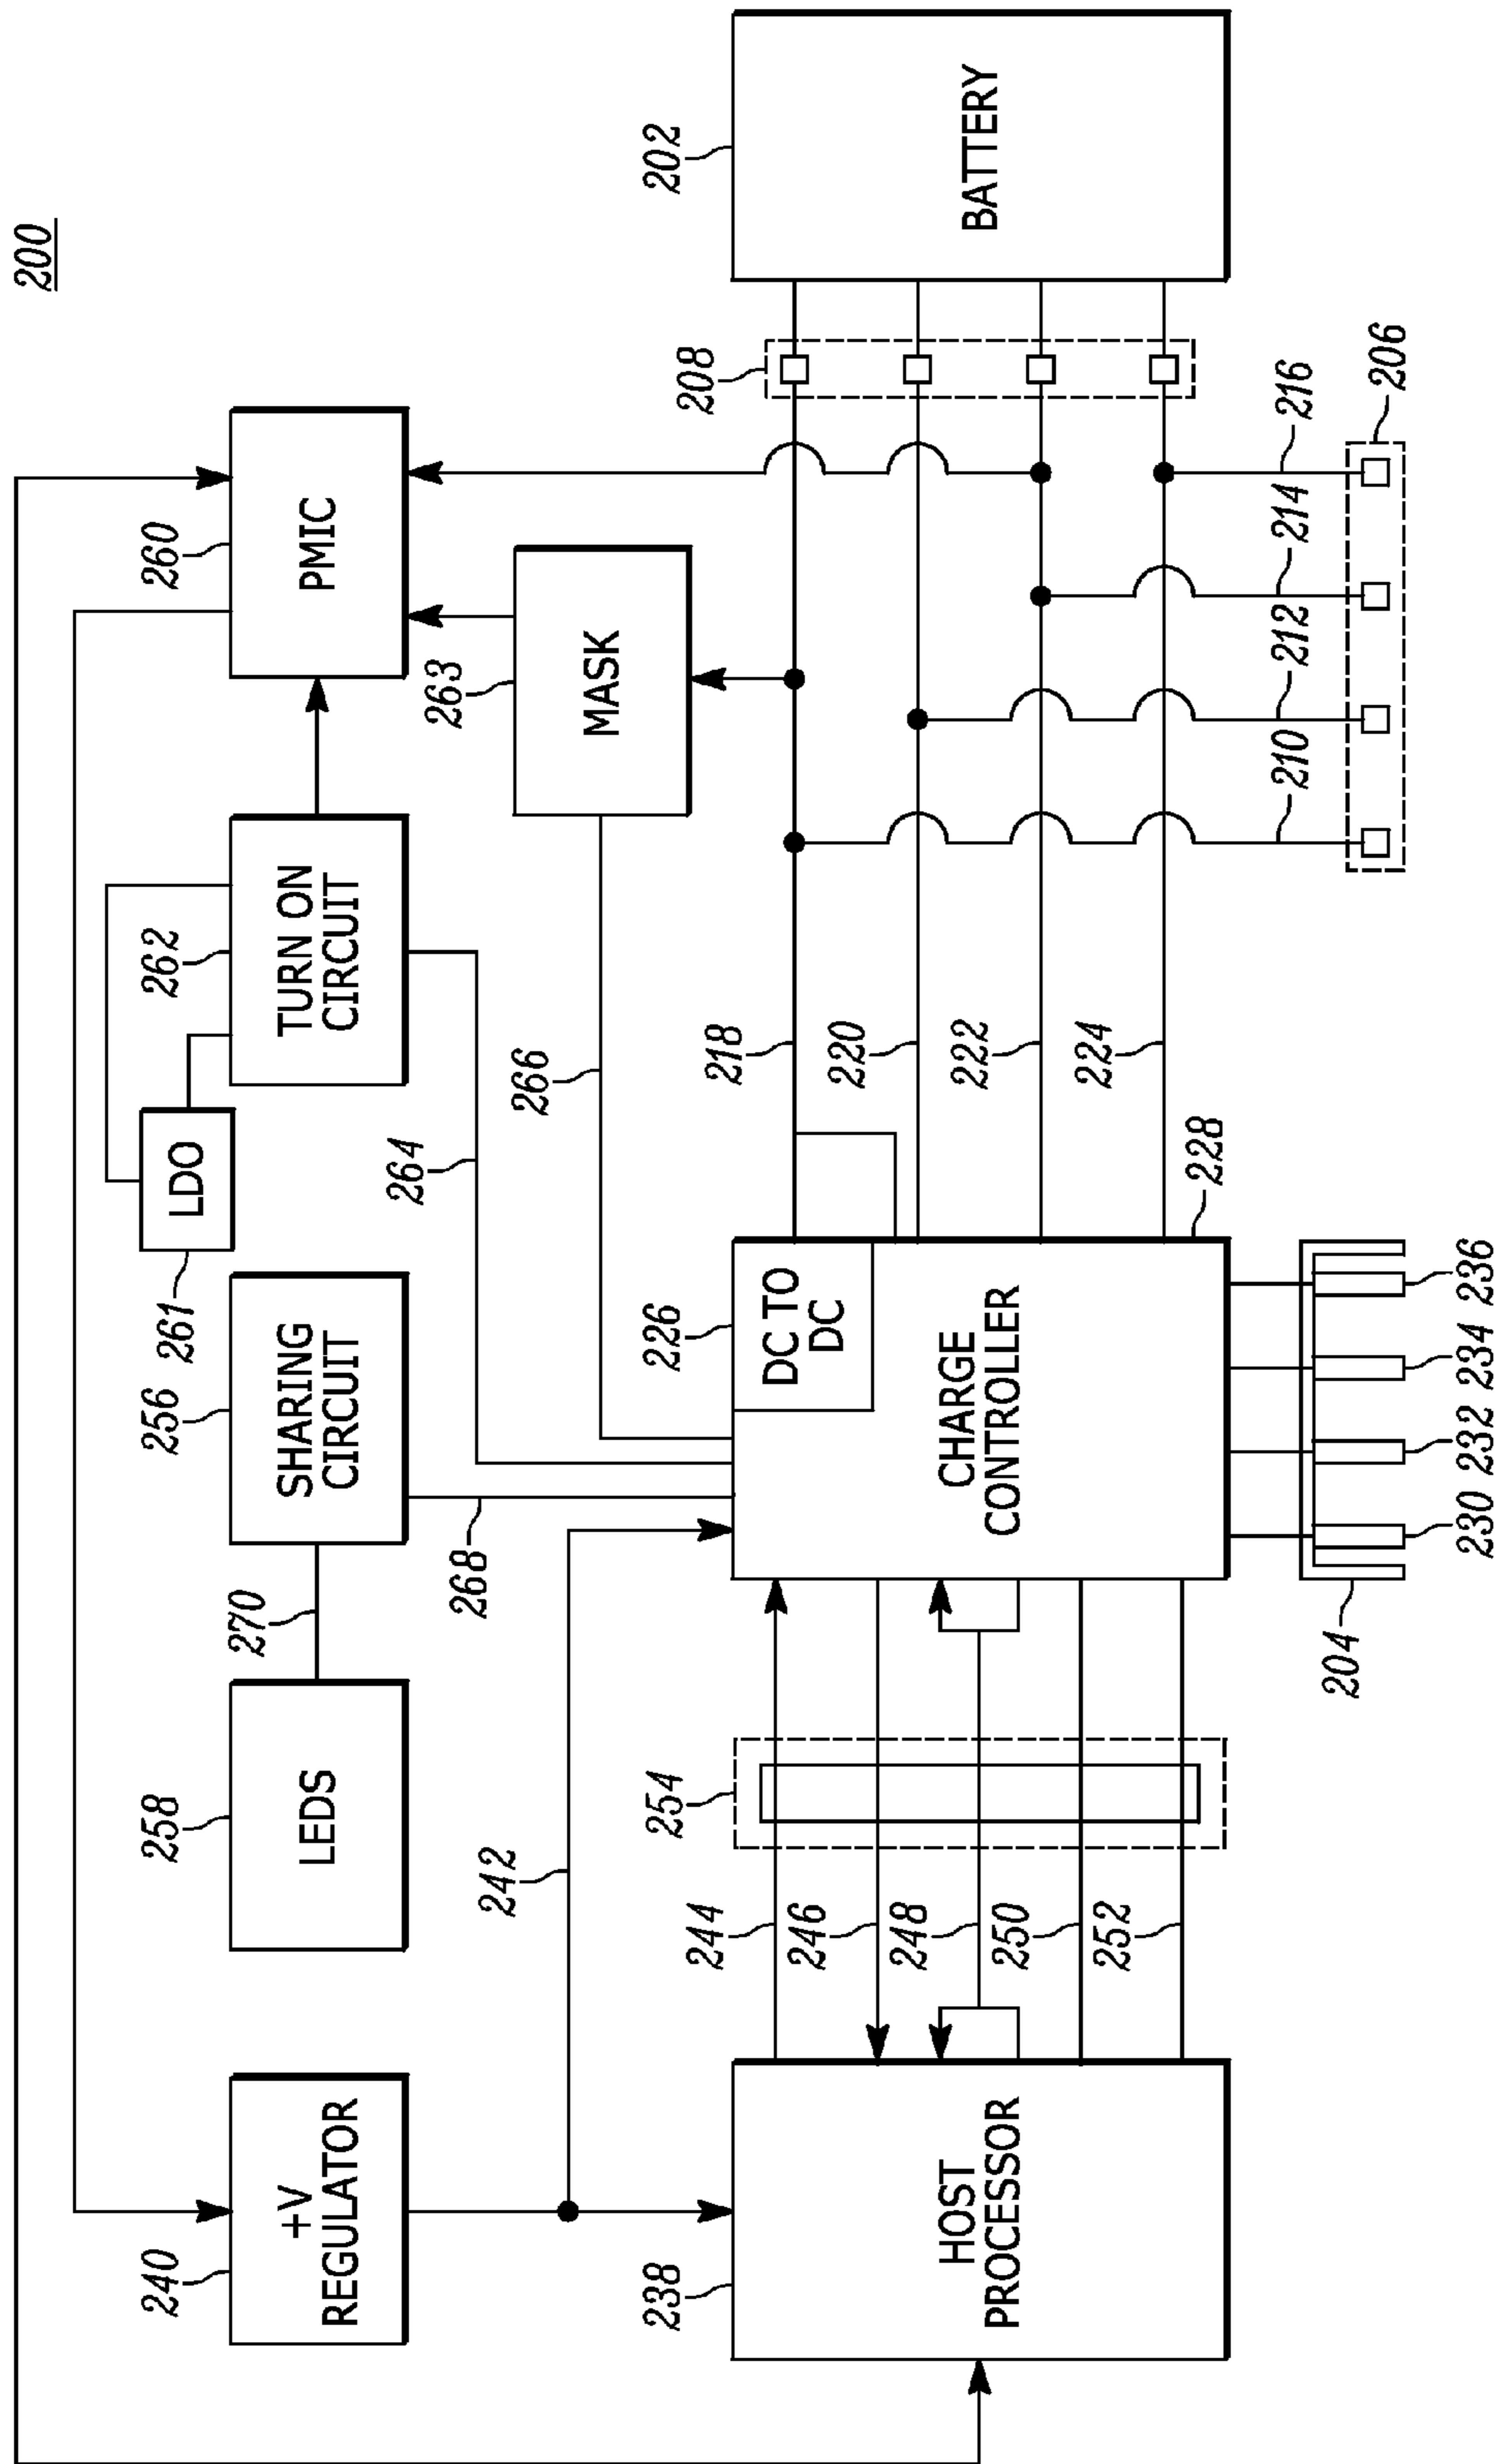 200
240
+V
REGULATOR
258
LEDS
270
256
SHARING
CIRCUIT
261
LDO
262
TURN ON
CIRCUIT
260
PMIC
242
268
264
266
263
MASK
238
HOST
PROCESSOR
244
246
248
250
252
254
226
DC TO
DC
CHARGE
CONTROLLER
228
218
220
222
224
208
202
BATTERY
204
230
232
234
236
210
212
214
216
206